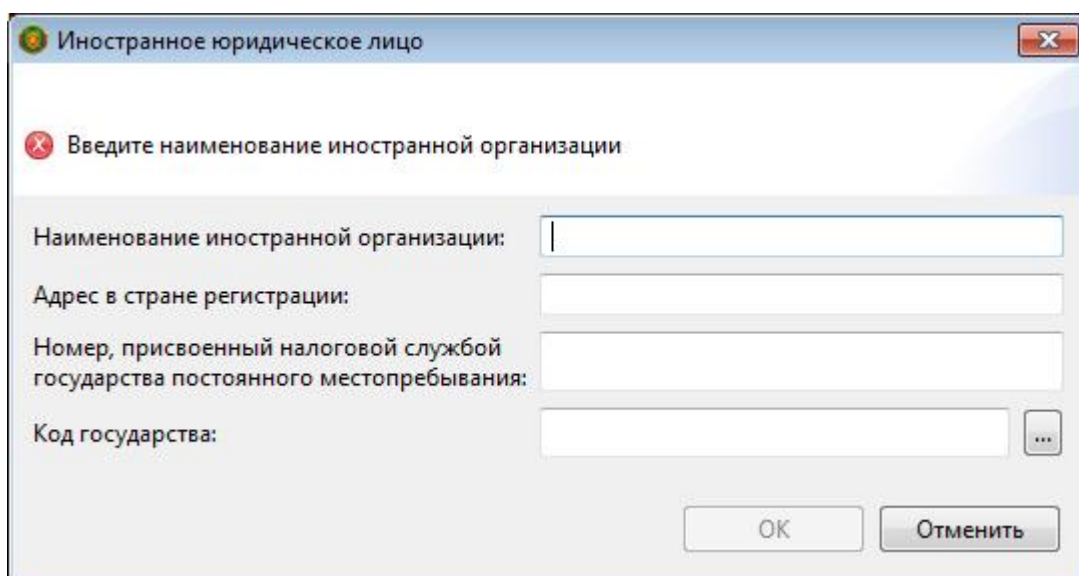 Иностранное юридическое лицо
Введите наименование иностранной организации
Наименование иностранной организации:
Адрес в стране регистрации:
Номер, присвоенный налоговой службой
государства постоянного местопребывания:
Код государства:
...
ОК
Отменить